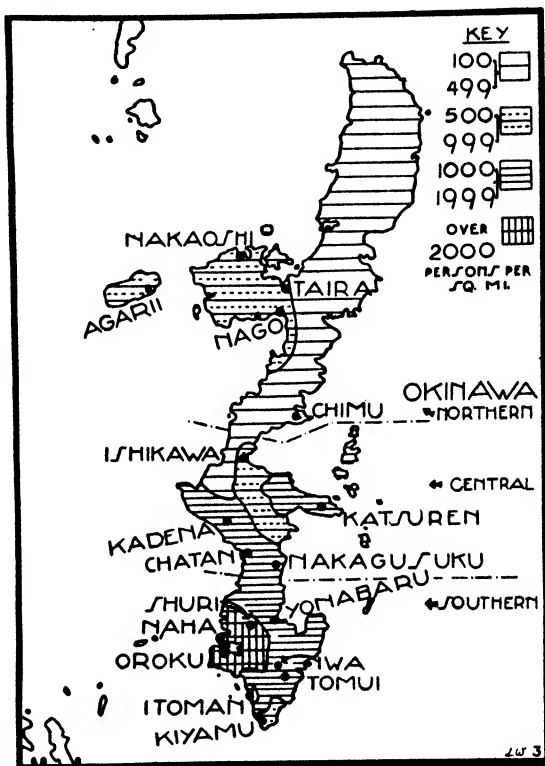 KEY
100
499
500
999
1000
1999
OVER
2000
PERSONS PER
SQ. MI.
NAKAOSHI
TAIRA
AGARII
NAGO
OKINAWA
NORTHERN
CHIMU
ISHIKAWA
CENTRAL
KATSUREN
KADENA
CHATAN
NAKAGUSUKU
YONABARU
SHURI
SOUTHERN
NAHA
OROKU
IWA
TOMUI
ITOMAN
KIYAMU
LW 3